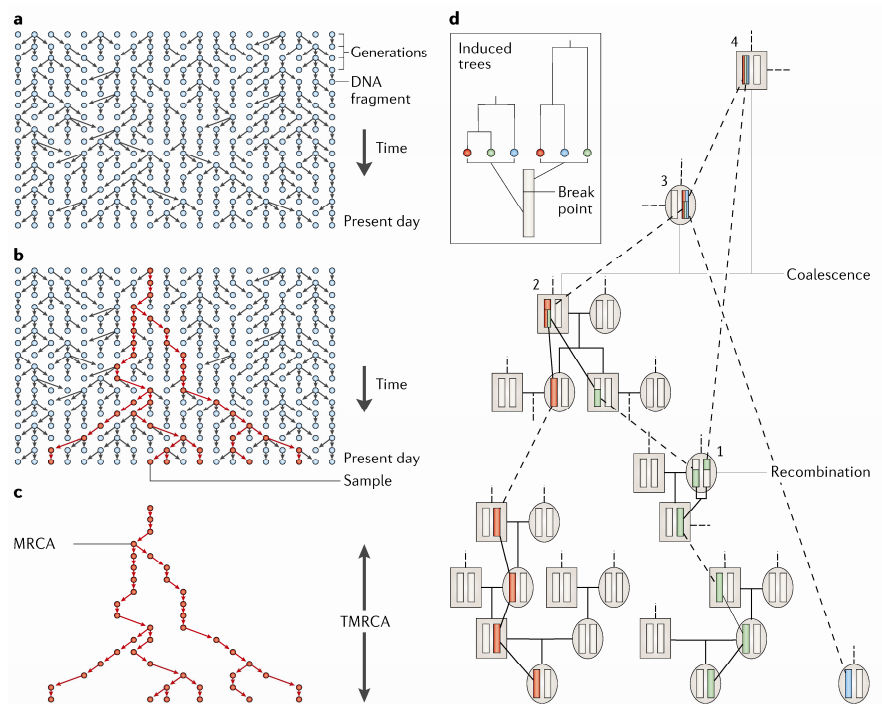 a
Generations
DNA
fragment
Time
Present day
b
Time
Present day
Sample
c
MRCA
TMRCA
d
Induced
trees
Break
point
4
3
Coalescence
2
1
Recombination